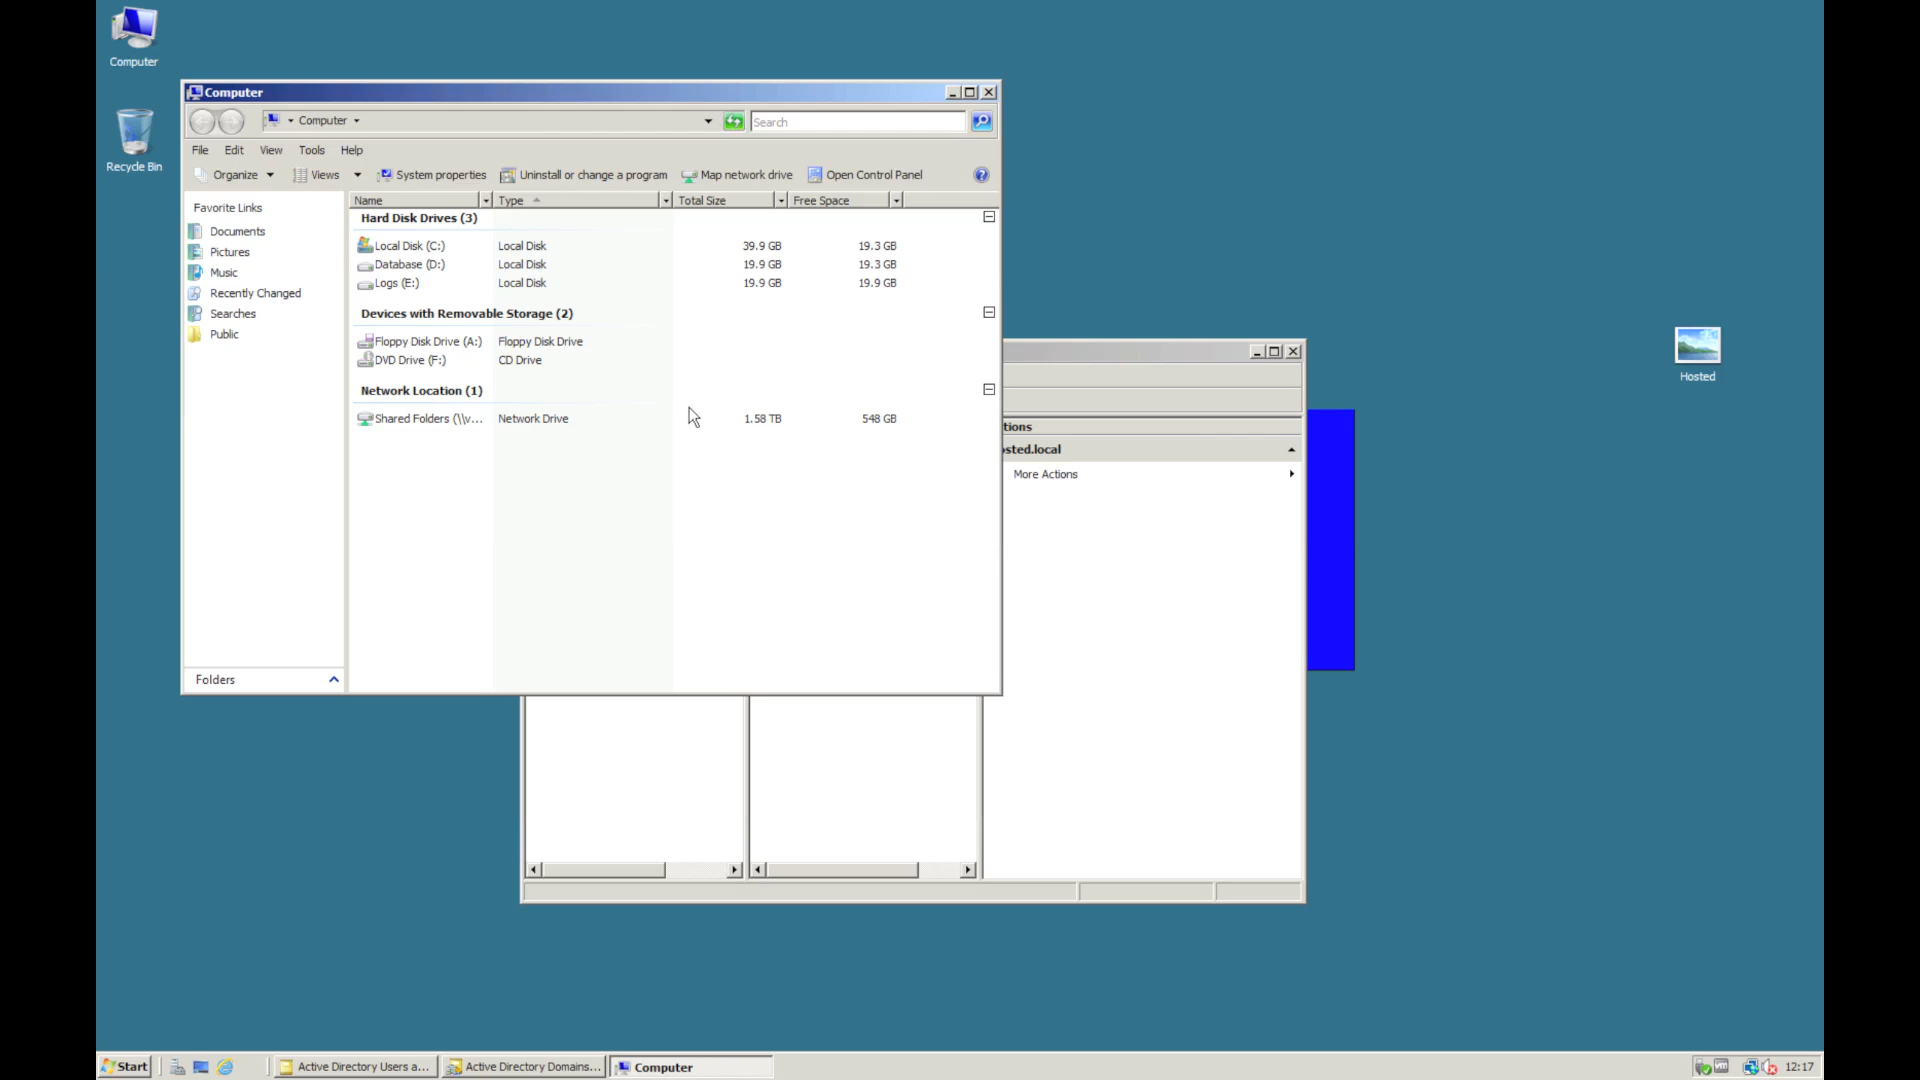 Computer
Recycle Bin
Computer
Computer
Search
File Edit View Tools Help
Organize Views System properties Uninstall or change a program Map network drive Open Control Panel
Favorite Links
Documents
Pictures
Music
Recently Changed
Searches
Public
Folders
Name Type Total Size Free Space
Hard Disk Drives (3)
Local Disk (C:) Local Disk 39.9 GB 19.3 GB
Database (D:) Local Disk 19.9 GB 19.3 GB
Logs (E:) Local Disk 19.9 GB 19.9 GB
Devices with Removable Storage (2)
Floppy Disk Drive (A:) Floppy Disk Drive
DVD Drive (F:) CD Drive
Network Location (1)
Shared Folders (\\v... Network Drive 1.58 TB 548 GB
tions
osted.local
More Actions
Hosted
Start Active Directory Users a... Active Directory Domains... Computer 12:17